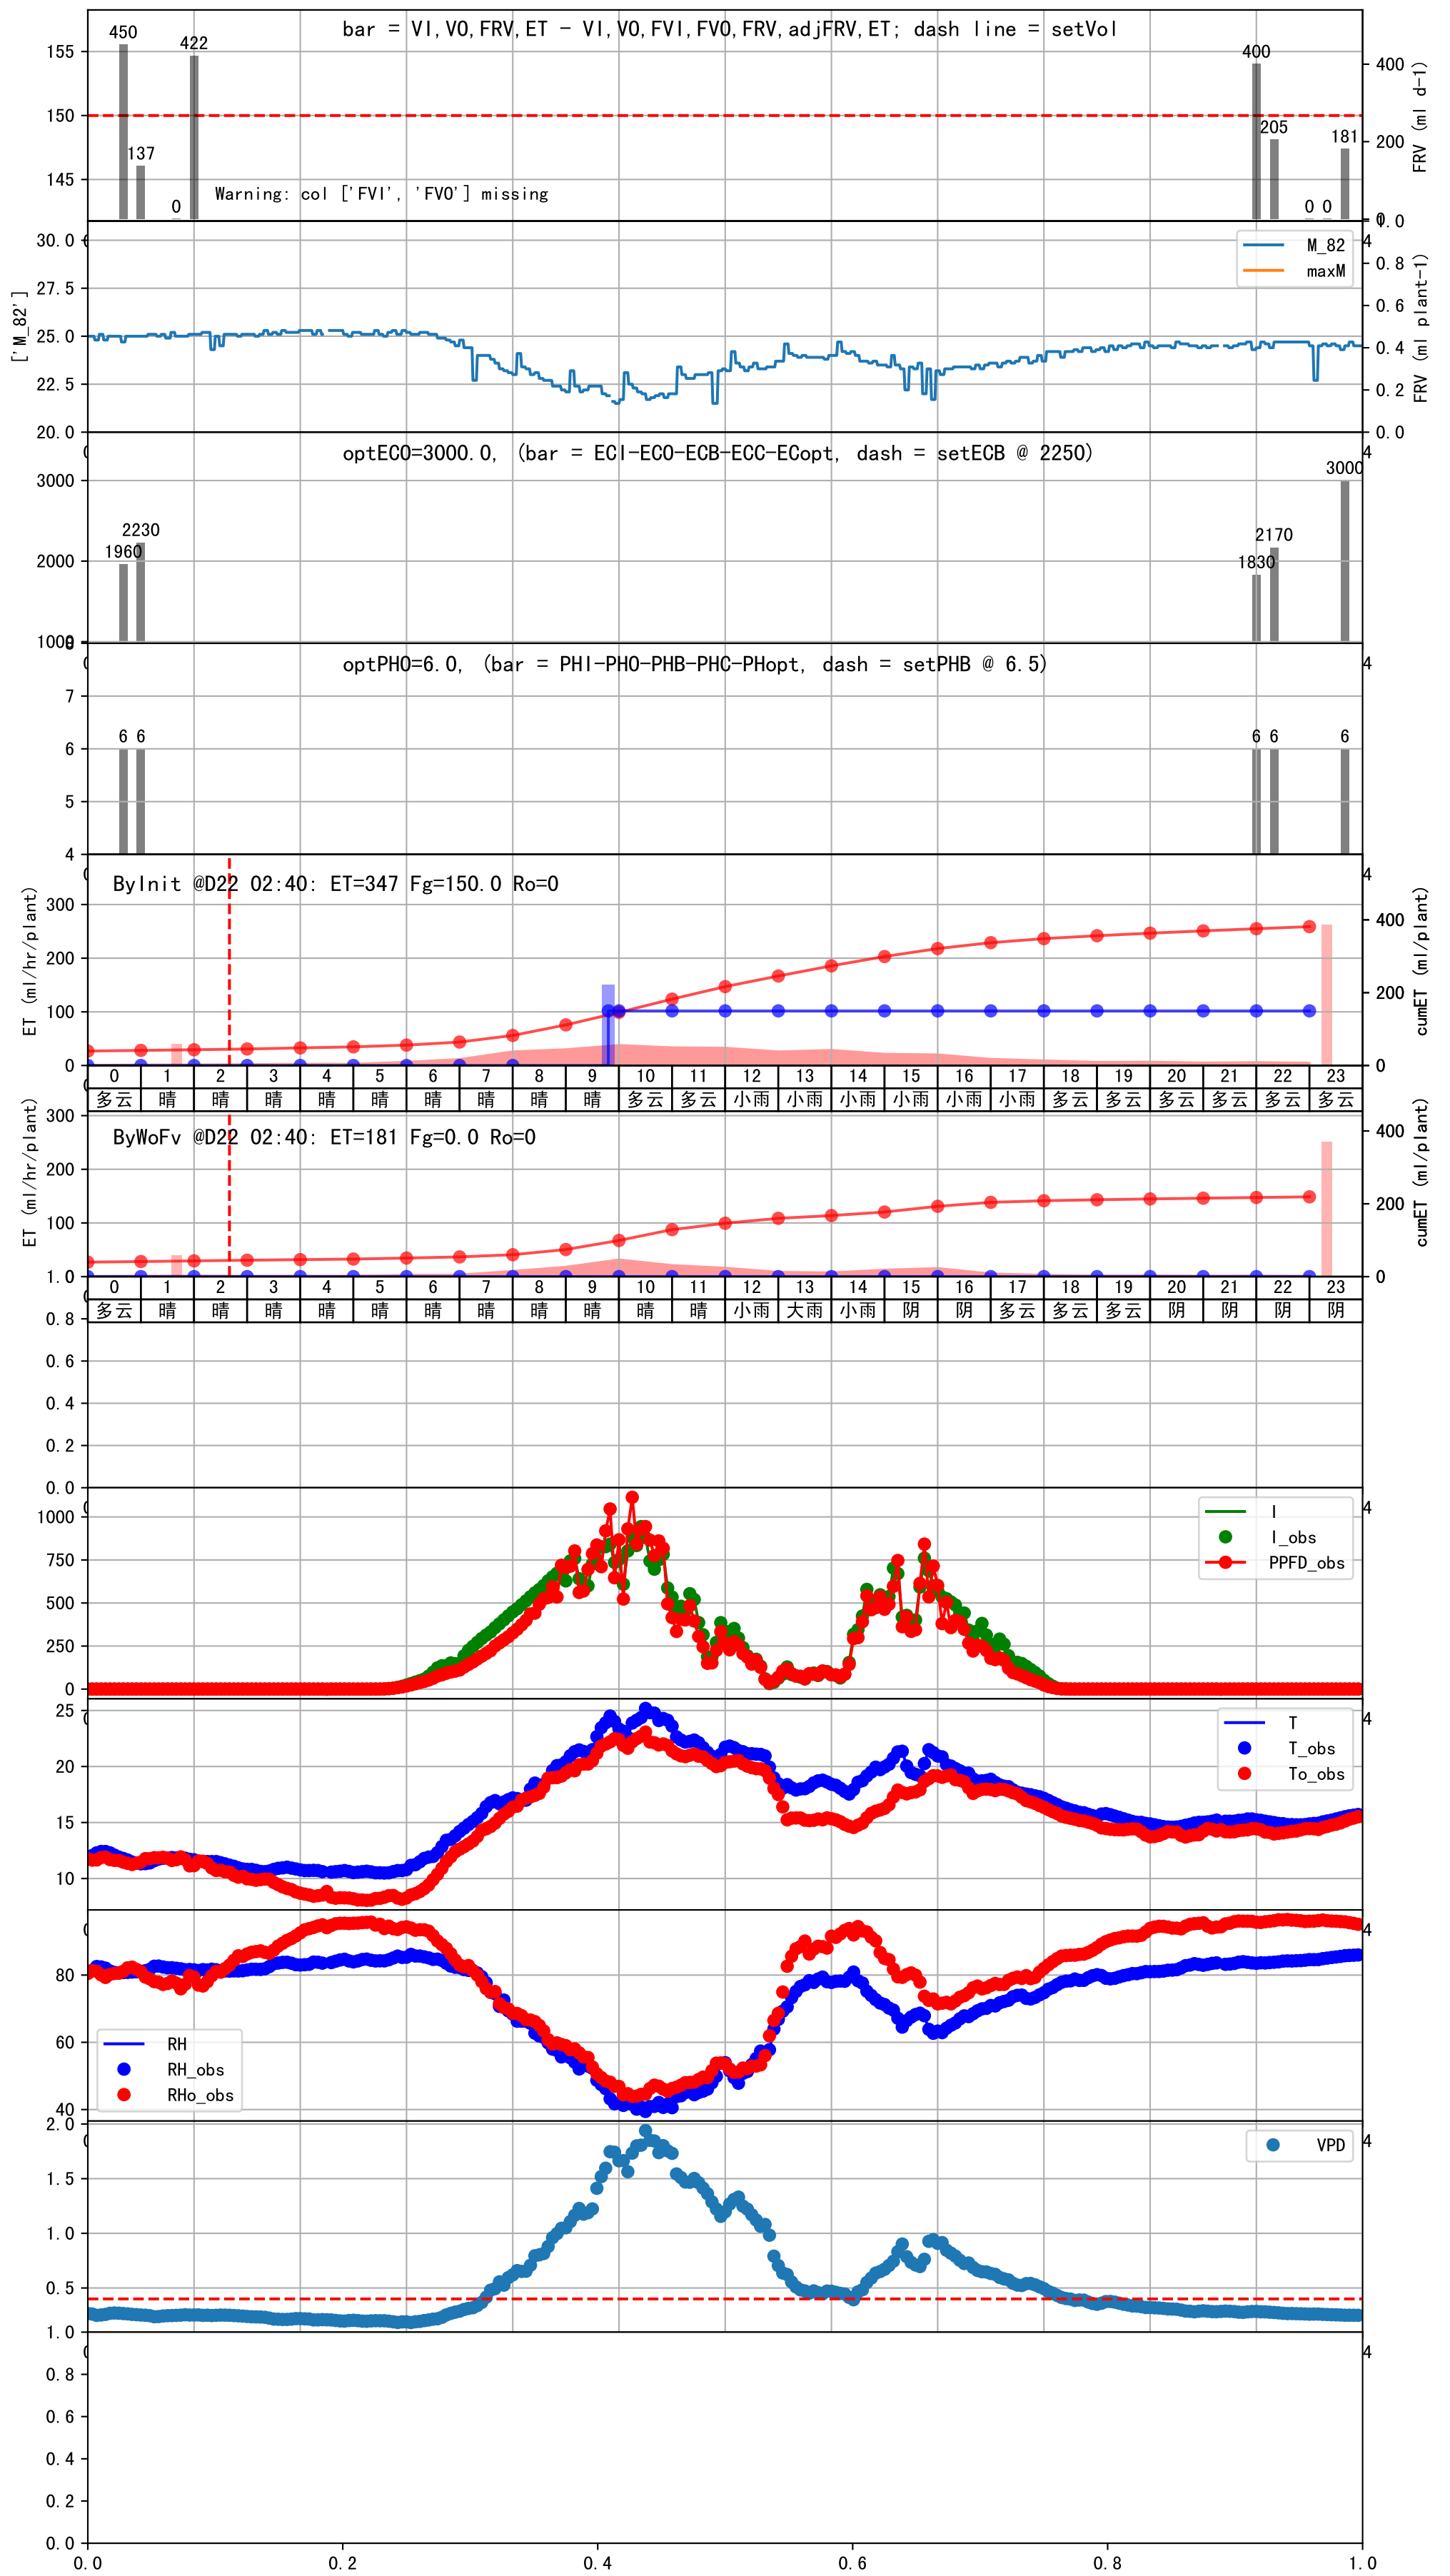 bar = VI,VO,FRV,ET - VI,VO,FVI,FVO,FRV,adjFRV,ET; dash line = setVol
450
422
400
137
205
181
0
0 0
Warning: col ['FVI', 'FVO'] missing
155
150
145
400
200
0
FRV (ml d-1)
1.0
30.0
27.5
25.0
22.5
20.0
['M_82']
M_82
maxM
0.8
0.6
0.4
0.2
0.0
FRV (ml plant-1)
optECO=3000.0, (bar = ECI-ECO-ECB-ECC-ECopt, dash = setECB @ 2250)
3000
2000
1000
1960
2230
1830
2170
3000
optPHO=6.0, (bar = PHI-PHO-PHB-PHC-PHopt, dash = setPHB @ 6.5)
7
6
5
4
6 6
6 6
6
ByInit @D22 02:40: ET=347 Fg=150.0 Ro=0
300
200
100
0
ET (ml/hr/plant)
400
200
0
cumET (ml/plant)
0 1 2 3 4 5 6 7 8 9 10 11 12 13 14 15 16 17 18 19 20 21 22 23
多云 晴 晴 晴 晴 晴 晴 晴 晴 晴 多云 多云 小雨 小雨 小雨 小雨 小雨 小雨 多云 多云 多云 多云 多云 多云
ByWoFv @D22 02:40: ET=181 Fg=0.0 Ro=0
300
200
100
ET (ml/hr/plant)
400
200
0
cumET (ml/plant)
0 1 2 3 4 5 6 7 8 9 10 11 12 13 14 15 16 17 18 19 20 21 22 23
多云 晴 晴 晴 晴 晴 晴 晴 晴 晴 晴 晴 小雨 大雨 小雨 阴 阴 多云 多云 多云 阴 阴 阴 阴
1.0
0.8
0.6
0.4
0.2
0.0
1000
750
500
250
0
I
I_obs
PPFD_obs
25
20
15
10
T
T_obs
To_obs
80
60
40
RH
RH_obs
RHo_obs
2.0
1.5
1.0
0.5
VPD
1.0
0.8
0.6
0.4
0.2
0.0
0.0 0.2 0.4 0.6 0.8 1.0